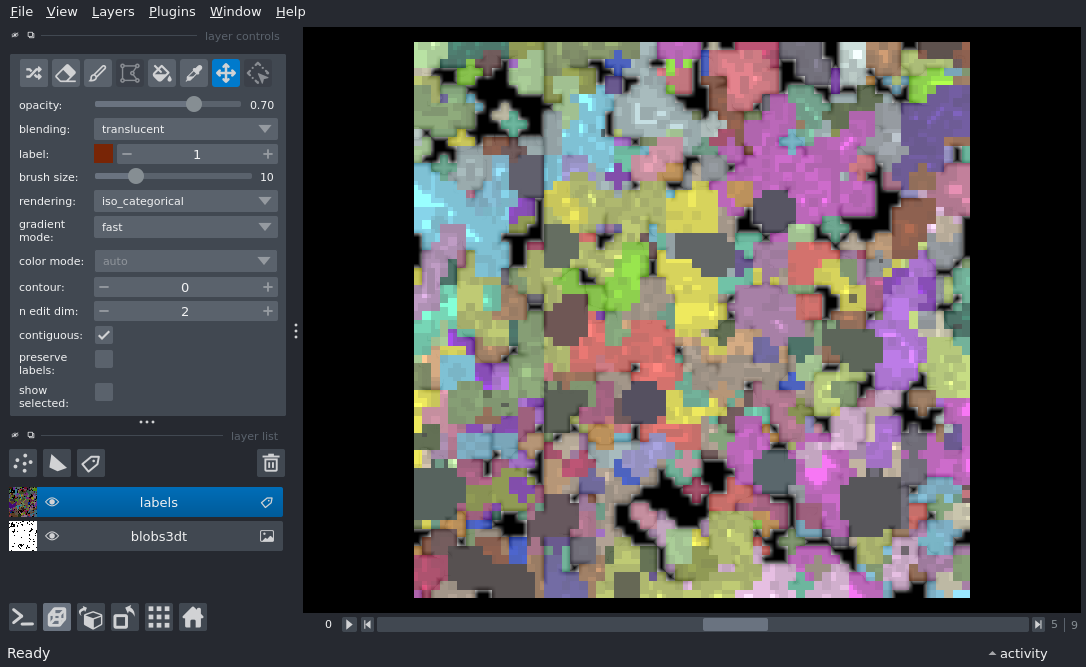 File View Layers Plugins Window Help
layer controls
opacity: 0.70
blending: translucent
label: 1
brush size: 10
rendering: iso_categorical
gradient
mode: fast
color mode: auto
contour: 0
n edit dim: 2
contiguous:
preserve
labels:
show
selected:
layer list
labels
blobs3dt
0 5 | 9
Ready activity